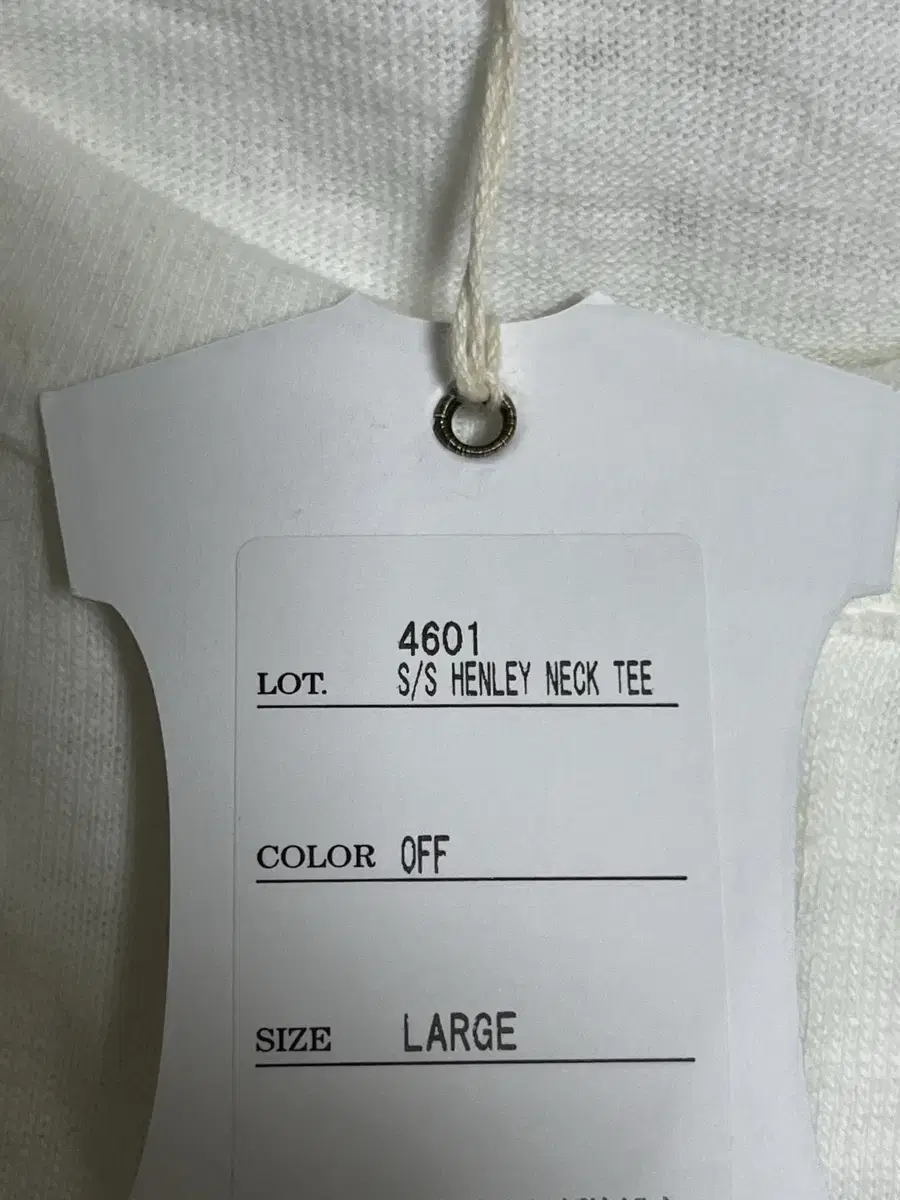 4601
LOT. S/S HENLEY NECK TEE
COLOR OFF
SIZE LARGE